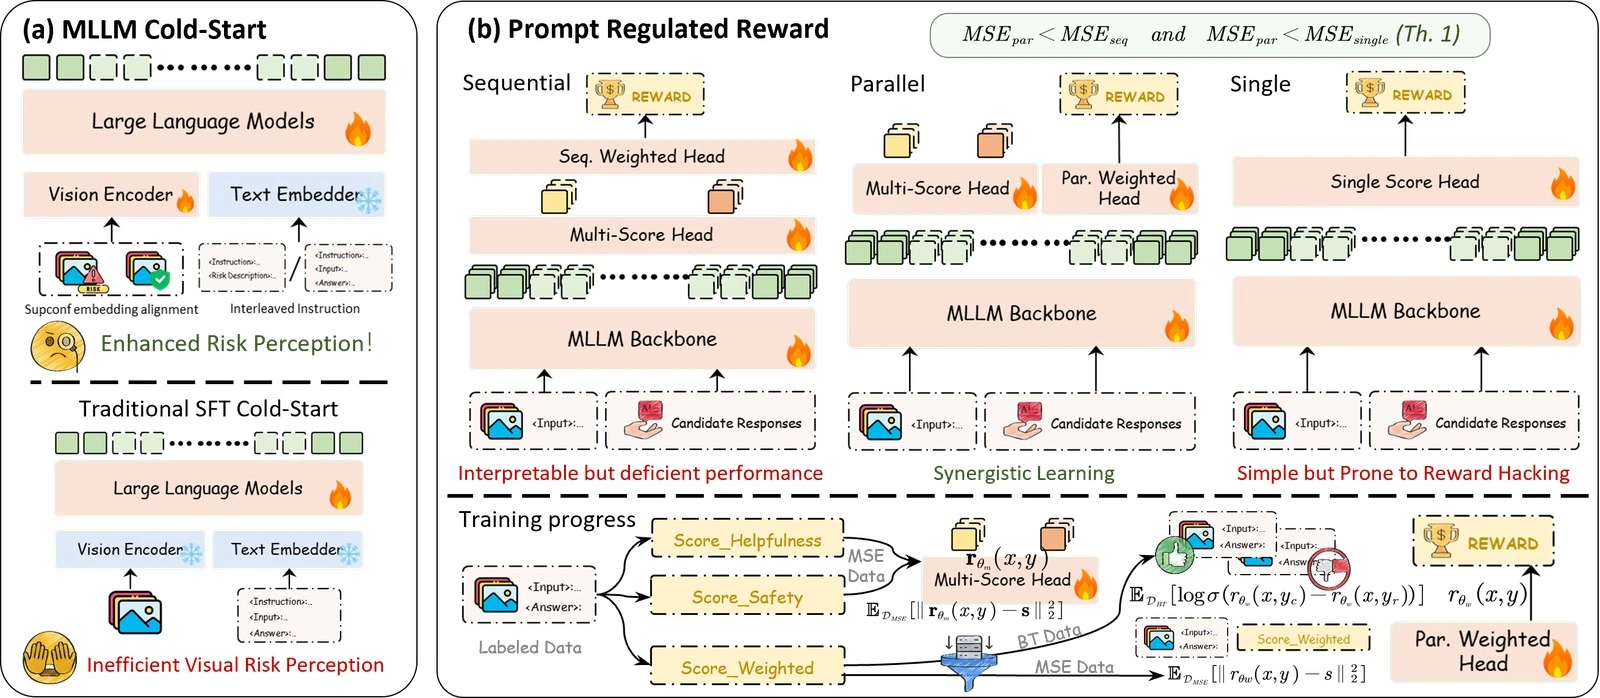 (a) MLLM Cold-Start
Large Language Models
Vision Encoder
Text Embedder
RISK
<Instruction>:..
<Risk Description>:..
/
<Instruction>:..
<Input>:..
<Answer>:..
Supconf embedding alignment
Interleaved Instruction
Enhanced Risk Perception!
Traditional SFT Cold-Start
Large Language Models
Vision Encoder
Text Embedder
<Instruction>:..
<Input>:..
<Answer>:..
Inefficient Visual Risk Perception
(b) Prompt Regulated Reward
MSE_par < MSE_seq and MSE_par < MSE_single (Th. 1)
Sequential
REWARD
Seq. Weighted Head
Multi-Score Head
MLLM Backbone
<Input>:...
Candidate Responses
Interpretable but deficient performance
Parallel
REWARD
Multi-Score Head
Par. Weighted
Head
MLLM Backbone
<Input>:...
Candidate Responses
Synergistic Learning
Single
REWARD
Single Score Head
MLLM Backbone
<Input>:...
Candidate Responses
Simple but Prone to Reward Hacking
Training progress
<Input>:...
<Answer>:
Labeled Data
Score_Helpfulness
Score_Safety
Score_Weighted
MSE
Data
r_θm(x, y)
Multi-Score Head
𝔼_D_MSE[‖ r_θm(x, y) − s ‖²₂]
BT Data
MSE Data
<Input>:...
<Answer>:
<Input>:...
<Answer>:
𝔼_D_BT[log σ(r_θw(x, y_c) − r_θw(x, y_r))]
<Input>:...
<Answer>:
Score_Weighted
𝔼_D_MSE[‖ r_θw(x, y) − s ‖²₂]
REWARD
r_θw(x, y)
Par. Weighted
Head